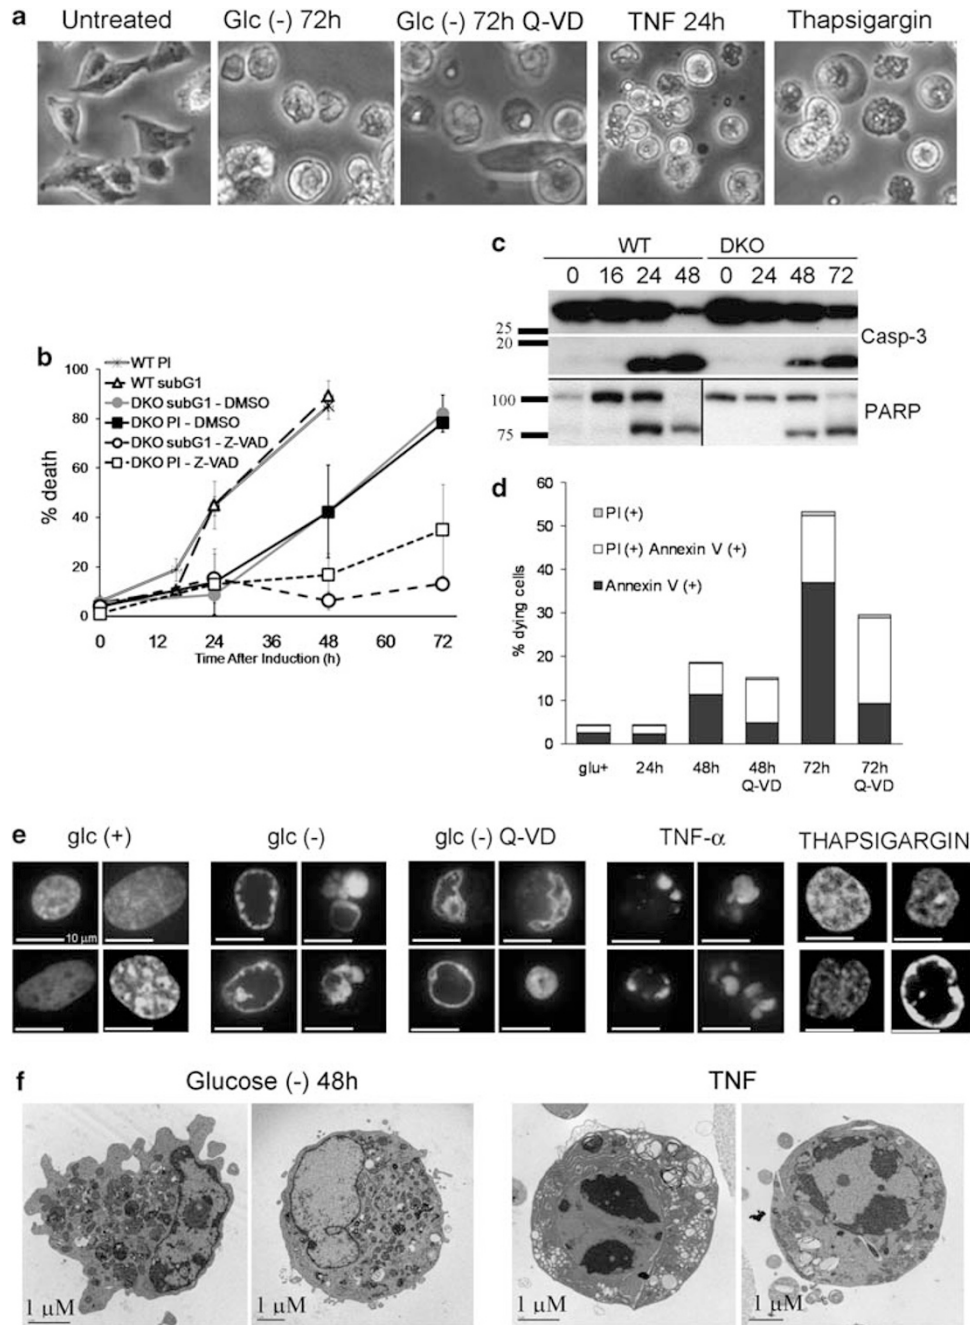 a
Untreated
Glc (-) 72h
Glc (-) 72h Q-VD
TNF 24h
Thapsigargin
b
% death
100
80
60
40
20
0
WT PI
WT subG1
DKO subG1 - DMSO
DKO PI - DMSO
DKO subG1 - Z-VAD
DKO PI - Z-VAD
0 12 24 36 48 60 72
Time After Induction (h)
c
WT DKO
0 16 24 48 0 24 48 72
25
20
Casp-3
100
75
PARP
d
% dying cells
60
50
40
30
20
10
0
PI (+)
PI (+) Annexin V (+)
Annexin V (+)
glu+ 24h 48h 48h 72h 72h
Q-VD Q-VD
e
glc (+)
glc (-)
glc (-) Q-VD
TNF-α
THAPSIGARGIN
10 μm
f
Glucose (-) 48h
TNF
1 μM
1 μM
1 μM
1 μM